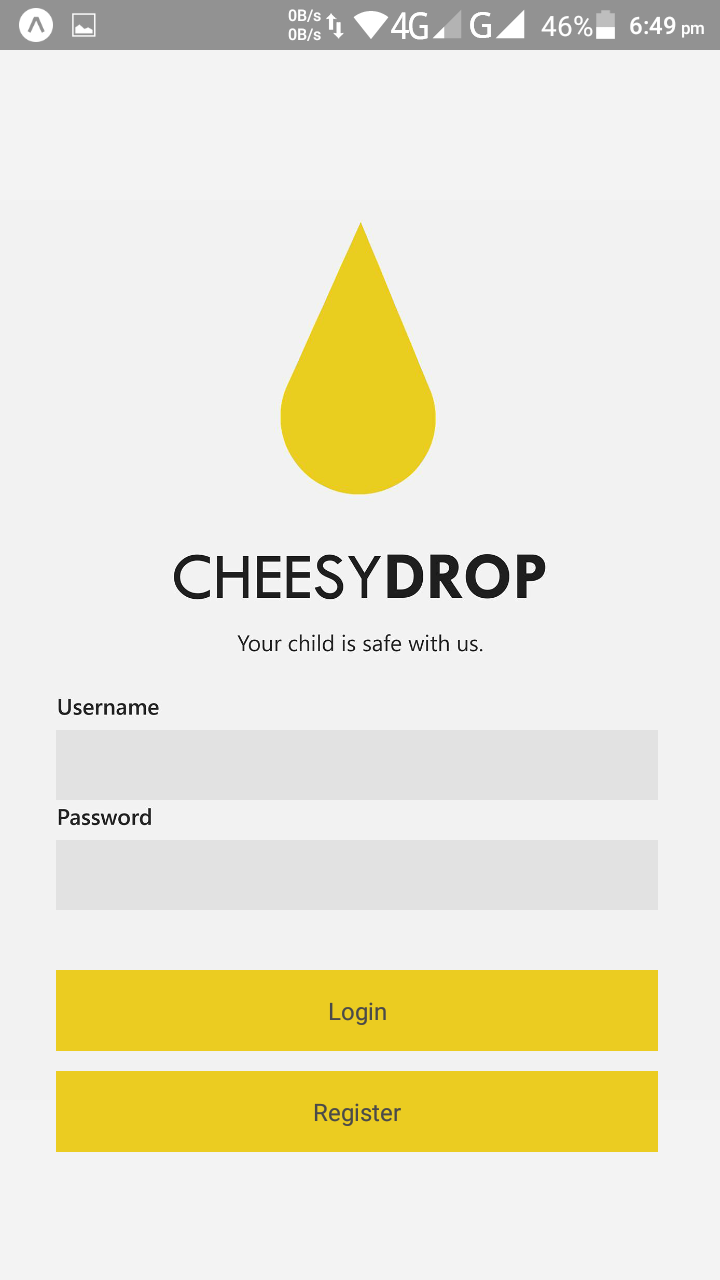 0B/s
0B/s
4G G 46% 6:49 pm
CHEESYDROP
Your child is safe with us.
Username
Password
Login
Register